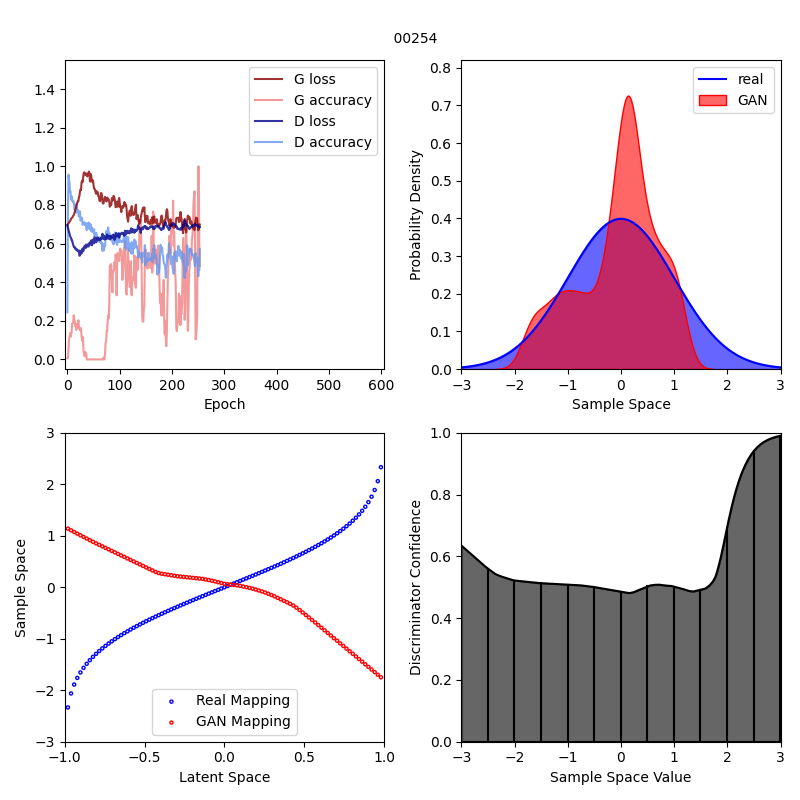 00254
G loss
G accuracy
D loss
D accuracy
1.4
1.2
1.0
0.8
0.6
0.4
0.2
0.0
0 100 200 300 400 500 600
Epoch
real
GAN
0.8
0.7
0.6
0.5
0.4
0.3
0.2
0.1
0.0
Probability Density
−3 −2 −1 0 1 2 3
Sample Space
3
2
1
0
−1
−2
−3
Sample Space
Real Mapping
GAN Mapping
−1.0 −0.5 0.0 0.5 1.0
Latent Space
1.0
0.8
0.6
0.4
0.2
0.0
Discriminator Confidence
−3 −2 −1 0 1 2 3
Sample Space Value